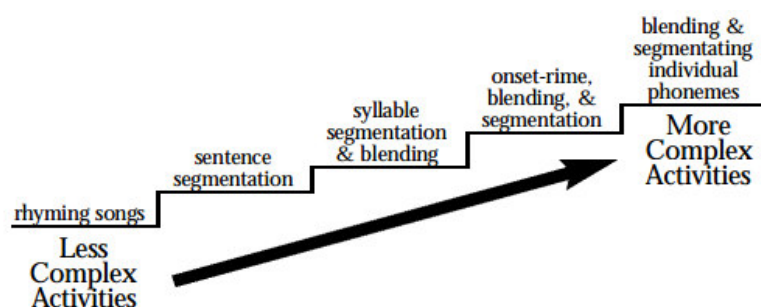 rhyming songs
Less
Complex
Activities
sentence
segmentation
syllable
segmentation
& blending
onset-rime,
blending, &
segmentation
blending &
segmentating
individual
phonemes
More
Complex
Activities